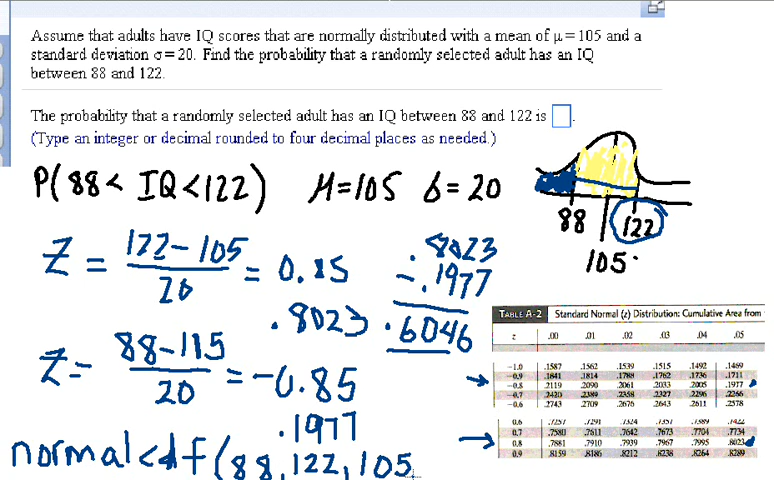 Assume that adults have IQ scores that are normally distributed with a mean of μ=105 and a
standard deviation σ=20. Find the probability that a randomly selected adult has an IQ
between 88 and 122.
The probability that a randomly selected adult has an IQ between 88 and 122 is .
(Type an integer or decimal rounded to four decimal places as needed.)
P(88< IQ<122) M=105 6=20
88 122
105
Z = 122-105 / 20 = 0.85
.8023
.8023
-.1977
.6046
Z= 88-115 / 20 =-0.85
.1977
normalcdf(88,122,105
TABLE A-2 Standard Normal (z) Distribution: Cumulative Area from
z .00 .01 .02 .03 .04 .05
-1.0 .1587 .1562 .1539 .1515 .1492 .1469
-0.9 .1841 .1814 .1788 .1762 .1736 .1711
-0.8 .2119 .2090 .2061 .2033 .2005 .1977
-0.7 .2420 .2389 .2358 .2327 .2296 .2266
-0.6 .2743 .2709 .2676 .2643 .2611 .2578
0.6 .7257 .7291 .7324 .7357 .7389 .7422
0.7 .7580 .7611 .7642 .7673 .7704 .7734
0.8 .7881 .7910 .7939 .7967 .7995 .8023
0.9 .8159 .8186 .8212 .8238 .8264 .8289